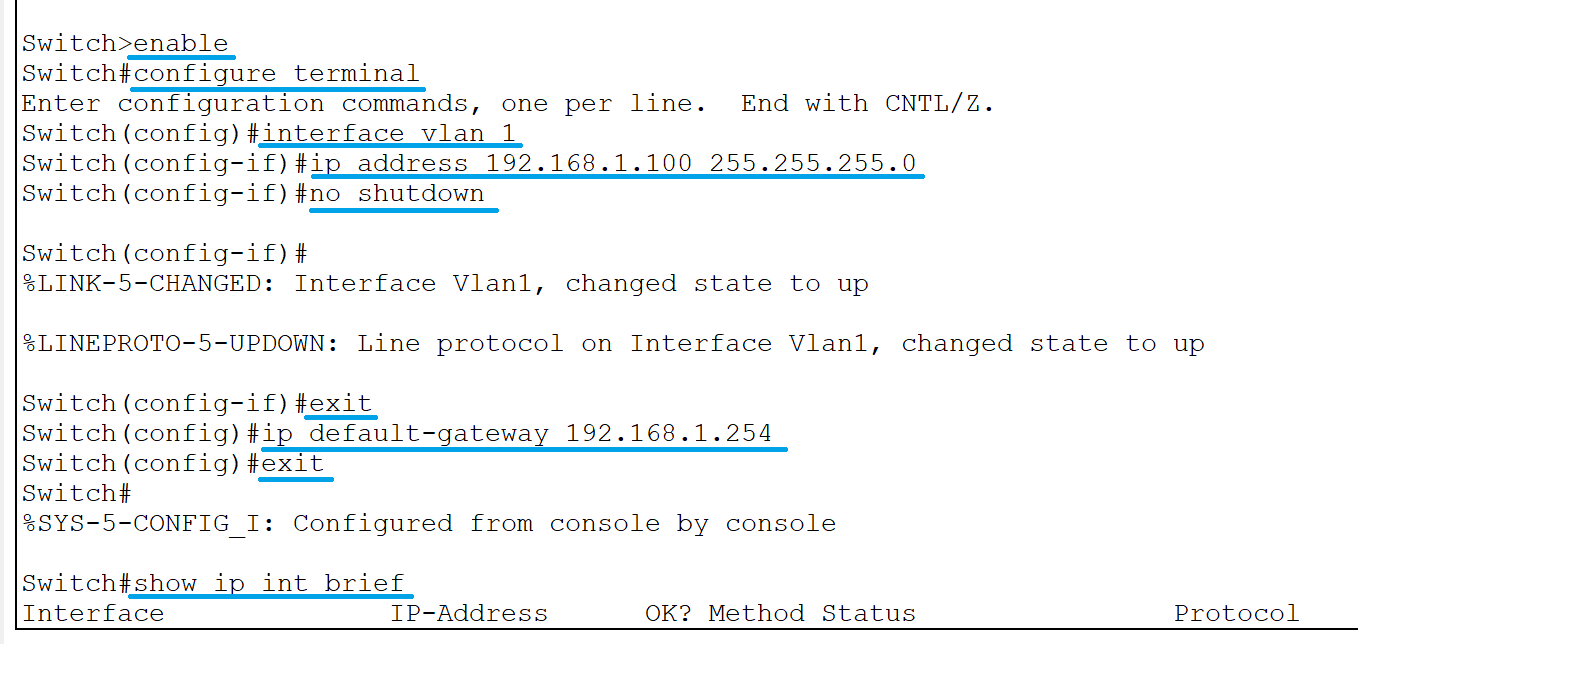 Switch>enable
Switch#configure terminal
Enter configuration commands, one per line.  End with CNTL/Z.
Switch(config)#interface vlan 1
Switch(config-if)#ip address 192.168.1.100 255.255.255.0
Switch(config-if)#no shutdown
Switch(config-if)#
%LINK-5-CHANGED: Interface Vlan1, changed state to up
%LINEPROTO-5-UPDOWN: Line protocol on Interface Vlan1, changed state to up
Switch(config-if)#exit
Switch(config)#ip default-gateway 192.168.1.254
Switch(config)#exit
Switch#
%SYS-5-CONFIG_I: Configured from console by console
Switch#show ip int brief
Interface              IP-Address      OK? Method Status                Protocol